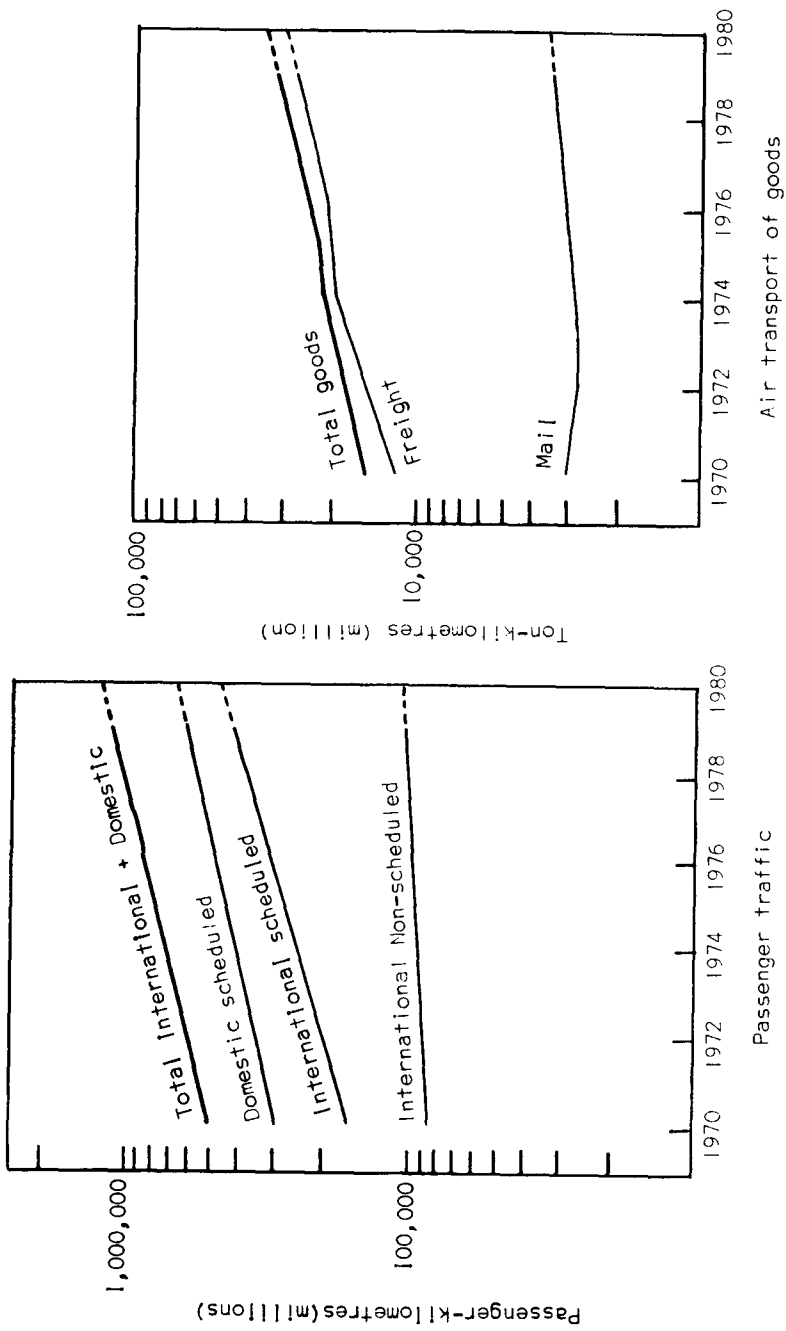 Passenger-kilometres(millions)
1,000,000
100,000
Total International + Domestic
Domestic scheduled
International scheduled
International Non-scheduled
1970 1972 1974 1976 1978 1980
Passenger traffic
Ton-kilometres (million)
100,000
10,000
Total goods
Freight
Mail
1970 1972 1974 1976 1978 1980
Air transport of goods